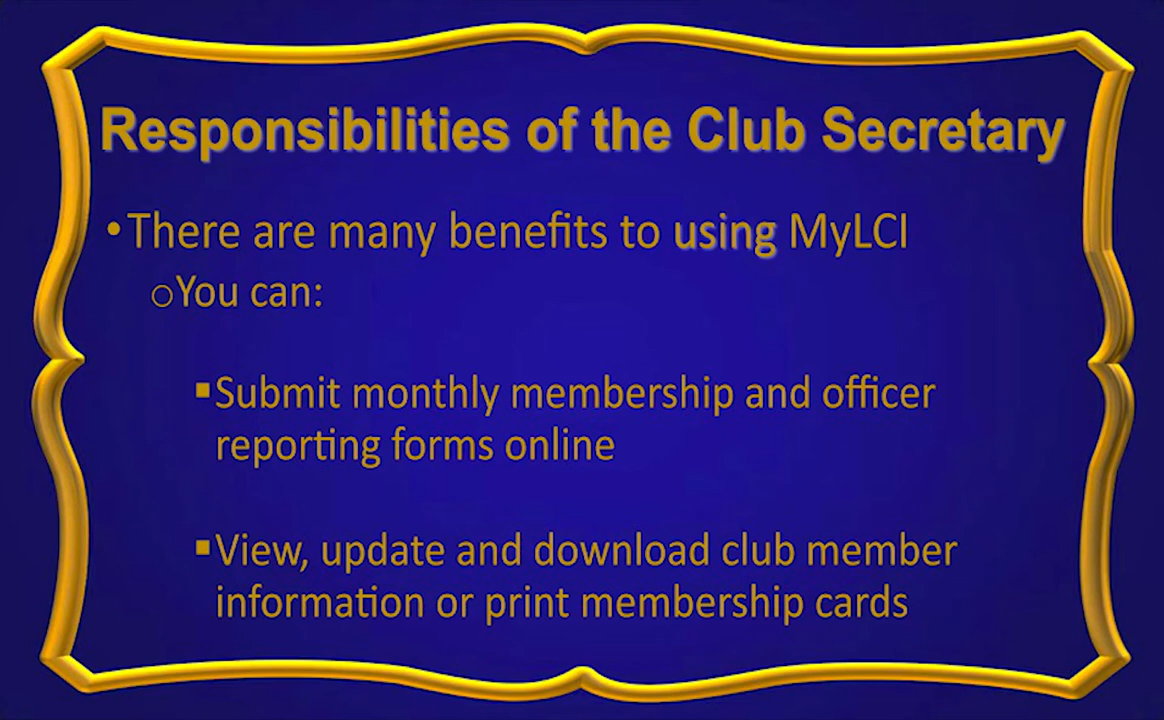 Responsibilities of the Club Secretary
•There are many benefits to using MyLCI
oYou can:
▪Submit monthly membership and officer
reporting forms online
▪View, update and download club member
information or print membership cards